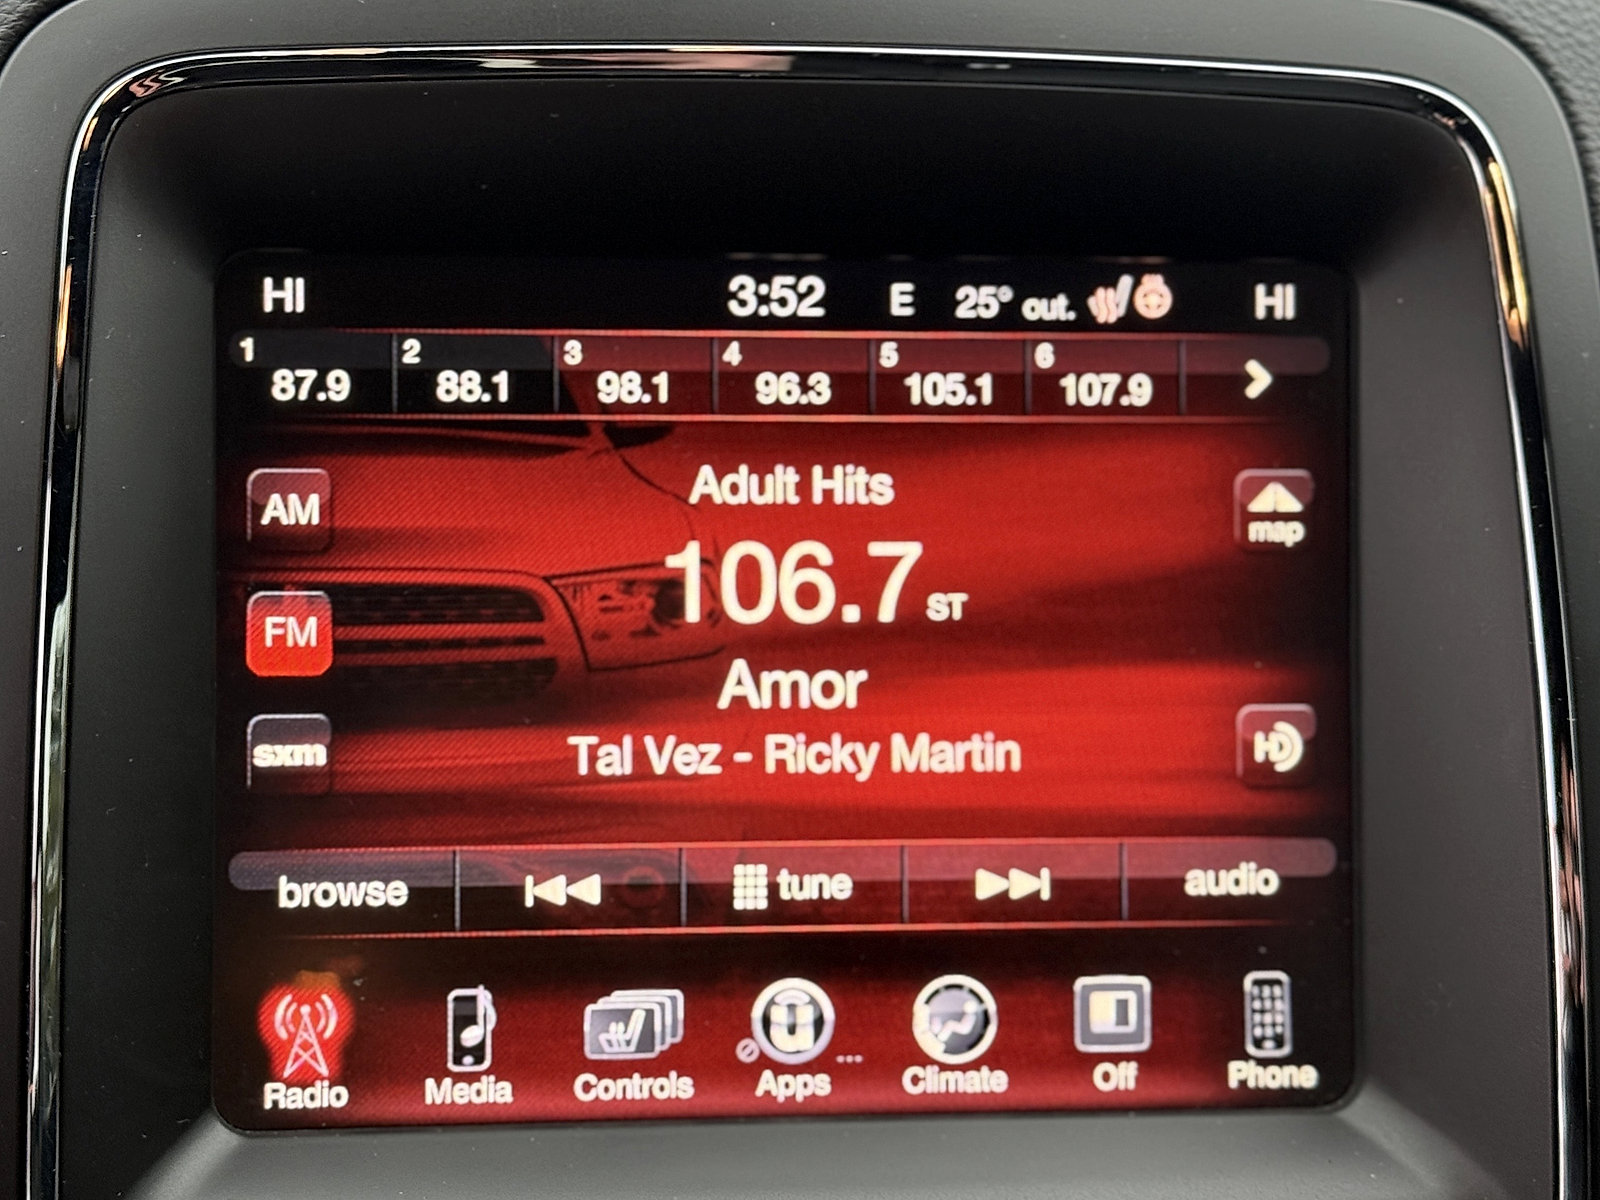 HI 3:52 E 25° out. HI
1 2 3 4 5 6
87.9 88.1 98.1 96.3 105.1 107.9
Adult Hits
AM
map
106.7 ST
FM
Amor
sxm
Tal Vez - Ricky Martin
HD
browse tune audio
Radio Media Controls Apps ... Climate Off Phone